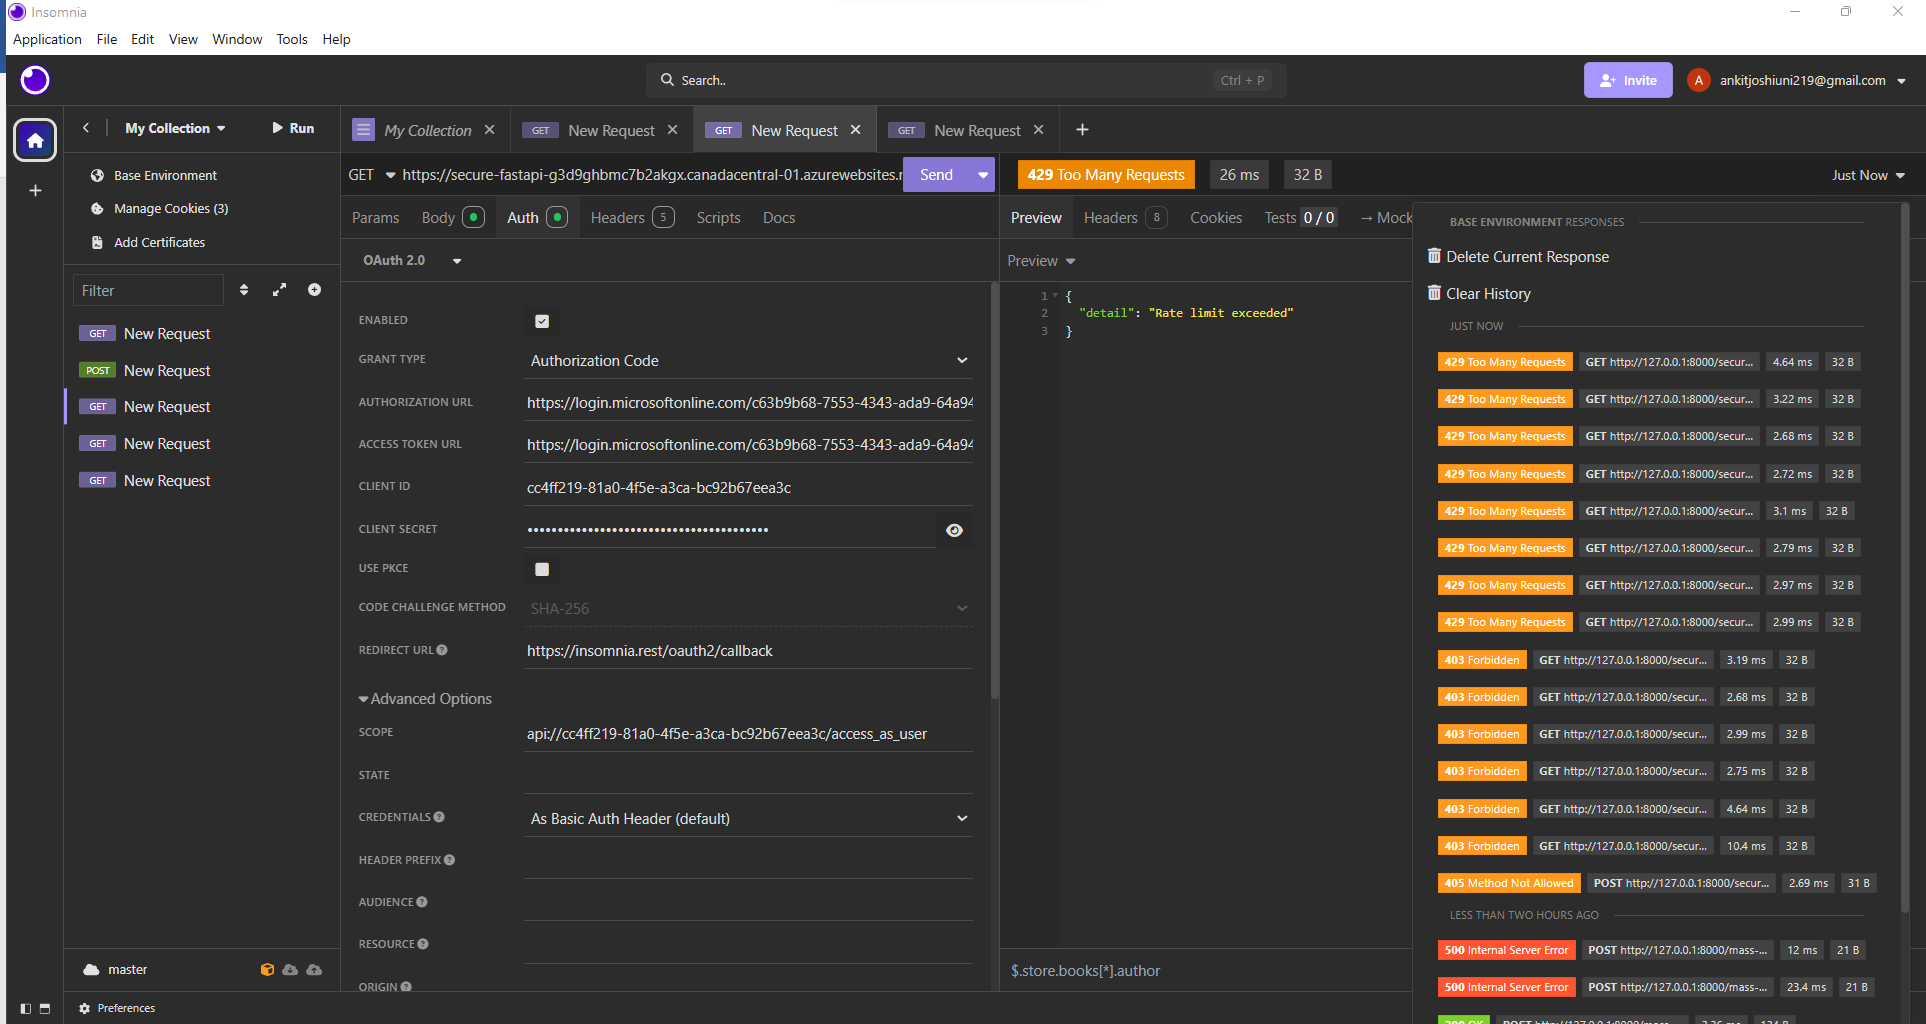 Insomnia
Application File Edit View Window Tools Help
Search.. Ctrl + P
Invite
A ankitjoshiuni219@gmail.com
My Collection Run
My Collection GET New Request GET New Request GET New Request
Base Environment
Manage Cookies (3)
Add Certificates
Filter
GET New Request
POST New Request
GET New Request
GET New Request
GET New Request
master
Preferences
GET https://secure-fastapi-g3d9ghbmc7b2akgx.canadacentral-01.azurewebsites.r Send
Params Body Auth Headers 5 Scripts Docs
OAuth 2.0
ENABLED
GRANT TYPE Authorization Code
AUTHORIZATION URL https://login.microsoftonline.com/c63b9b68-7553-4343-ada9-64a94
ACCESS TOKEN URL https://login.microsoftonline.com/c63b9b68-7553-4343-ada9-64a94
CLIENT ID cc4ff219-81a0-4f5e-a3ca-bc92b67eea3c
CLIENT SECRET ••••••••••••••••••••••••••••••••••••••••
USE PKCE
CODE CHALLENGE METHOD SHA-256
REDIRECT URL https://insomnia.rest/oauth2/callback
Advanced Options
SCOPE api://cc4ff219-81a0-4f5e-a3ca-bc92b67eea3c/access_as_user
STATE
CREDENTIALS As Basic Auth Header (default)
HEADER PREFIX
AUDIENCE
RESOURCE
ORIGIN
429 Too Many Requests 26 ms 32 B Just Now
Preview Headers 8 Cookies Tests 0 / 0 → Mock
Preview
1 {
2 "detail": "Rate limit exceeded"
3 }
$.store.books[*].author
BASE ENVIRONMENT RESPONSES
Delete Current Response
Clear History
JUST NOW
429 Too Many Requests GET http://127.0.0.1:8000/secur... 4.64 ms 32 B
429 Too Many Requests GET http://127.0.0.1:8000/secur... 3.22 ms 32 B
429 Too Many Requests GET http://127.0.0.1:8000/secur... 2.68 ms 32 B
429 Too Many Requests GET http://127.0.0.1:8000/secur... 2.72 ms 32 B
429 Too Many Requests GET http://127.0.0.1:8000/secur... 3.1 ms 32 B
429 Too Many Requests GET http://127.0.0.1:8000/secur... 2.79 ms 32 B
429 Too Many Requests GET http://127.0.0.1:8000/secur... 2.97 ms 32 B
429 Too Many Requests GET http://127.0.0.1:8000/secur... 2.99 ms 32 B
403 Forbidden GET http://127.0.0.1:8000/secur... 3.19 ms 32 B
403 Forbidden GET http://127.0.0.1:8000/secur... 2.68 ms 32 B
403 Forbidden GET http://127.0.0.1:8000/secur... 2.99 ms 32 B
403 Forbidden GET http://127.0.0.1:8000/secur... 2.75 ms 32 B
403 Forbidden GET http://127.0.0.1:8000/secur... 4.64 ms 32 B
403 Forbidden GET http://127.0.0.1:8000/secur... 10.4 ms 32 B
405 Method Not Allowed POST http://127.0.0.1:8000/secur... 2.69 ms 31 B
LESS THAN TWO HOURS AGO
500 Internal Server Error POST http://127.0.0.1:8000/mass-... 12 ms 21 B
500 Internal Server Error POST http://127.0.0.1:8000/mass-... 23.4 ms 21 B